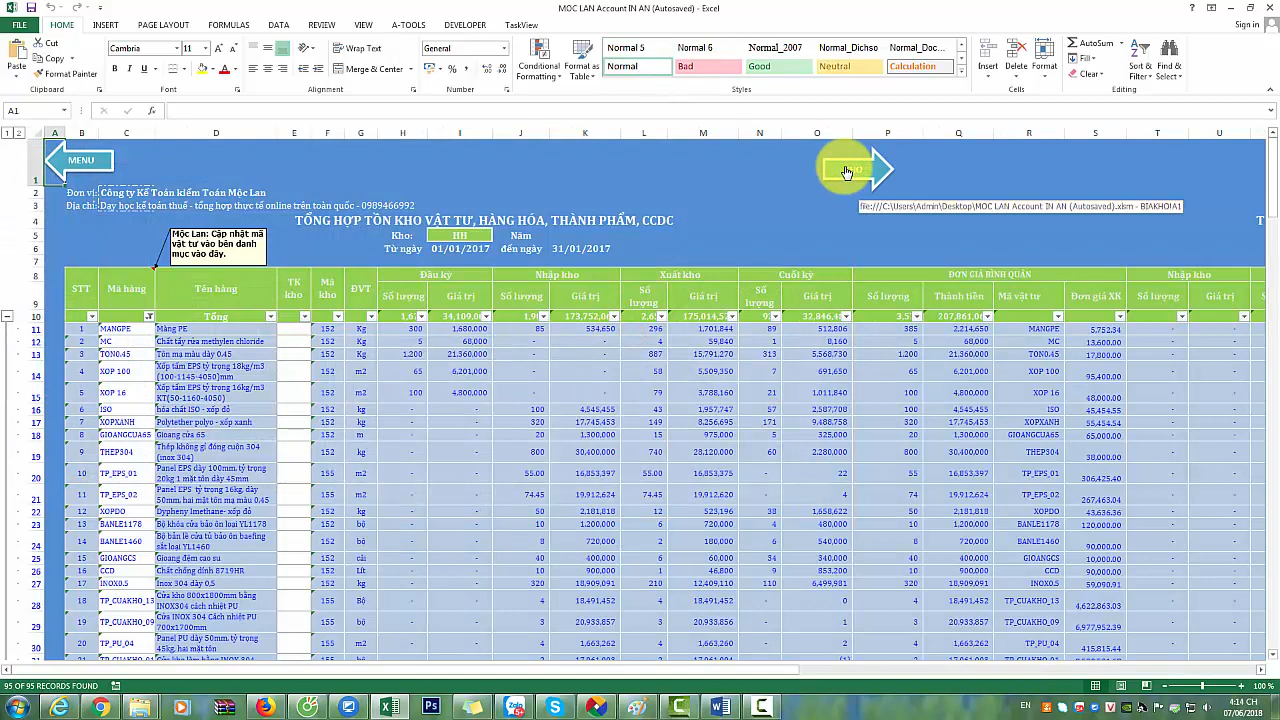 MOC LAN Account IN AN (Autosaved) - Excel
FILE HOME INSERT PAGE LAYOUT FORMULAS DATA REVIEW VIEW A-TOOLS DEVELOPER TaskView Sign in
Cut
Copy
Format Painter
Paste
Cambria 11
Wrap Text
Merge & Center
General
Conditional Formatting
Format as Table
Normal 5 Normal 6 Normal_2007 Normal_Dichso Normal_Doc...
Normal Bad Good Neutral Calculation
Insert Delete Format
AutoSum
Fill
Clear
Sort & Filter
Find & Select
Clipboard Font Alignment Number Styles Cells Editing
A1
A B C D E F G H I J K L M N O P Q R S T U
MENU
Đơn vị: Công ty Kế Toán kiểm Toán Mộc Lan
Địa chỉ: Dạy học kế toán thuế - tổng hợp thực tế online trên toàn quốc - 0989466992
file:///C:\Users\Admin\Desktop\MOC LAN Account IN AN (Autosaved).xlsm - BIAKHO!A1
TỔNG HỢP TỒN KHO VẬT TƯ, HÀNG HÓA, THÀNH PHẨM, CCDC
Kho: HH Năm
Từ ngày 01/01/2017 đến ngày 31/01/2017
Mộc Lan: Cập nhật mã vật tư vào bên danh mục vào đây.
STT Mã hàng Tên hàng TK kho Mã kho ĐVT Đầu kỳ Nhập kho Xuất kho Cuối kỳ ĐƠN GIÁ BÌNH QUÂN Nhập kho
Số lượng Giá trị Số lượng Giá trị Số lượng Giá trị Số lượng Giá trị Số lượng Thành tiền Mã vật tư Đơn giá XK Số lượng Giá trị
Tổng
11 1 MANGPE Màng PE 152 Kg 300 1,680,000 85 534,650 296 1,701,844 89 512,806 385 2,214,650 MANGPE 5,752.34
12 2 MC Chất tẩy rửa methylen chloride 152 Kg 5 68,000 - - 4 59,840 1 8,160 5 68,000 MC 13,600.00
13 3 TON0.45 Tôn mạ màu dày 0.45 152 Kg 1,200 21,360,000 - - 887 15,791,270 313 5,568,730 1,200 21,360,000 TON0.45 17,800.00
14 4 XOP 100 Xốp tấm EPS tỷ trọng 18kg/m3 (100-1145-4050)mm 152 m2 65 6,201,000 - - 58 5,509,350 7 691,650 65 6,201,000 XOP 100 95,400.00
15 5 XOP 16 Xốp tấm EPS tỷ trọng 16kg/m3 KT(50-1160-4050) 152 m2 100 4,800,000 - - 79 3,788,160 21 1,011,840 100 4,800,000 XOP 16 48,000.00
16 6 ISO hóa chất ISO - xốp đỏ 152 kg - - 100 4,545,455 43 1,957,747 57 2,587,708 100 4,545,455 ISO 45,454.55
17 7 XOPXANH Polytether polyo - xốp xanh 152 kg - - 320 17,745,453 149 8,256,695 171 9,488,758 320 17,745,453 XOPXANH 55,454.54
18 8 GIOANGCUA65 Gioang cửa 65 152 m - - 20 1,300,000 15 975,000 5 325,000 20 1,300,000 GIOANGCUA65 65,000.00
19 9 THEP304 Thép không gỉ đóng cuộn 304 (inox 304) 152 kg - - 800 30,400,000 740 28,120,000 60 2,280,000 800 30,400,000 THEP304 38,000.00
20 10 TP_EPS_01 Panel EPS dày 100mm, tỷ trọng 20kg 1 mặt tôn dày 45mm 155 m2 - - 55.00 16,853,397 55.00 16,853,375 - 22 55 16,853,397 TP_EPS_01 306,425.40
21 11 TP_EPS_02 Panel EPS tỷ trọng 16kg, dày 50mm, hai mặt tôn mạ màu 0.45 155 m2 - - 74.45 19,912,624 74.45 19,912,620 - 4 74 19,912,624 TP_EPS_02 267,463.04
22 12 XOPDO Dypheny lmethane- xốp đỏ 152 kg - - 50 2,181,818 12 523,196 38 1,658,622 50 2,181,818 XOPDO 43,636.36
23 13 BANLE1178 Bộ khóa cửa bảo ôn loại YL1178 152 bộ - - 10 1,200,000 6 720,000 4 480,000 10 1,200,000 BANLE1178 120,000.00
24 14 BANLE1460 Bộ bản lề cửa tủ bảo ôn baefing sắt loại YL1460 152 bộ - - 8 720,000 2 180,000 6 540,000 8 720,000 BANLE1460 90,000.00
25 15 GIOANGCS Gioang đệm cao su 152 cái - - 40 400,000 6 60,000 34 340,000 40 400,000 GIOANGCS 10,000.00
26 16 CCD Chất chống dính 8719HR 152 Lít - - 10 900,000 1 46,800 9 853,200 10 900,000 CCD 90,000.00
27 17 INOX0.5 Inox 304 dày 0,5 152 kg - - 320 18,909,091 210 12,409,110 110 6,499,981 320 18,909,091 INOX0.5 59,090.91
28 18 TP_CUAKHO_13 Cửa kho 800x1800mm bằng INOX304 cách nhiệt PU 155 Bộ - - 4 18,491,452 4 18,491,452 - 0 4 18,491,452 TP_CUAKHO_13 4,622,863.03
29 19 TP_CUAKHO_09 Cửa INOX 304 Cách nhiệt PU 700x1700mm 155 Bộ - - 3 20,933,857 3 20,933,856 - 1 3 20,933,857 TP_CUAKHO_09 6,977,952.39
30 20 TP_PU_04 Panel PU dày 50mm, tỷ trọng 45kg, hai mặt tôn 155 m2 - - 4 1,663,262 4 1,663,260 - 2 4 1,663,262 TP_PU_04 415,815.44
95 OF 95 RECORDS FOUND
100 %
EN
4:14 CH
07/06/2018